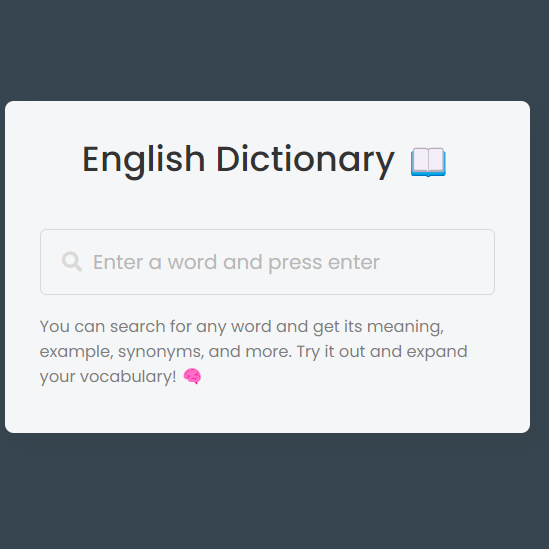 English Dictionary 📖
Enter a word and press enter
You can search for any word and get its meaning,
example, synonyms, and more. Try it out and expand
your vocabulary! 🧠